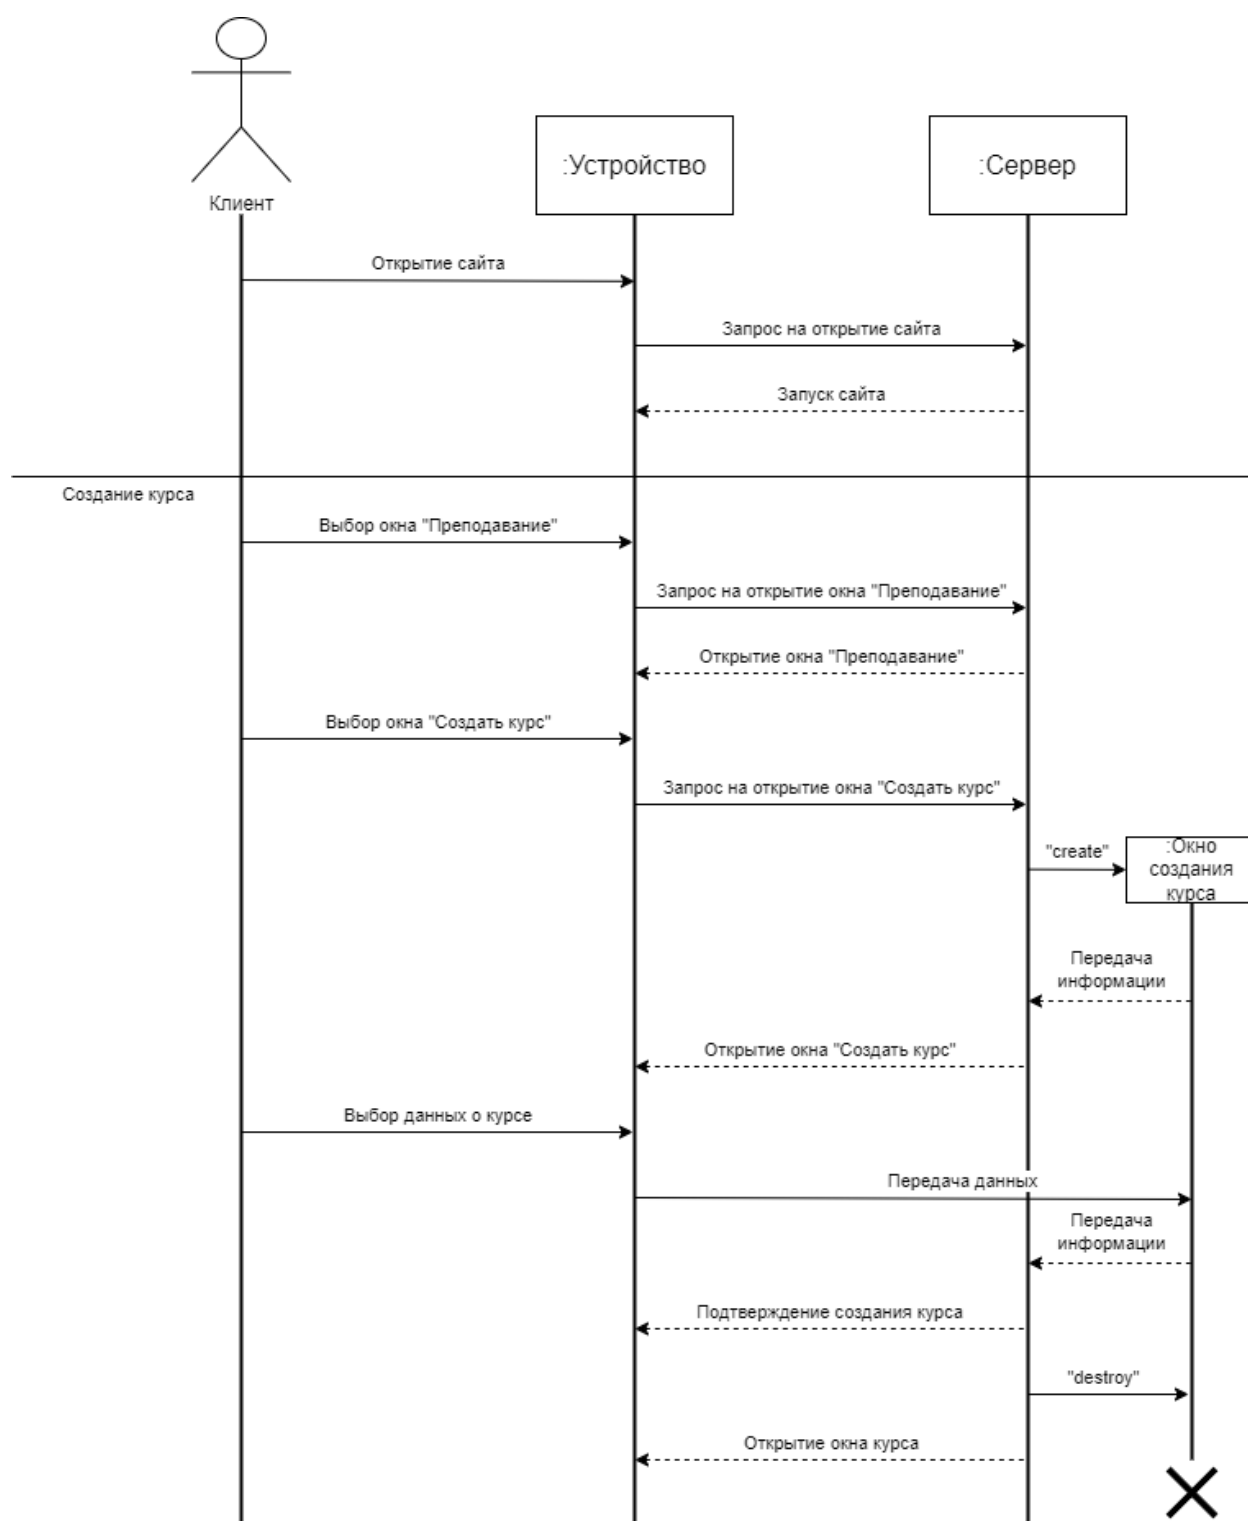 Клиент
:Устройство
:Сервер
Открытие сайта
Запрос на открытие сайта
Запуск сайта
Создание курса
Выбор окна "Преподавание"
Запрос на открытие окна "Преподавание"
Открытие окна "Преподавание"
Выбор окна "Создать курс"
Запрос на открытие окна "Создать курс"
"create"
:Окно
создания
курса
Передача
информации
Открытие окна "Создать курс"
Выбор данных о курсе
Передача данных
Передача
информации
Подтверждение создания курса
"destroy"
Открытие окна курса